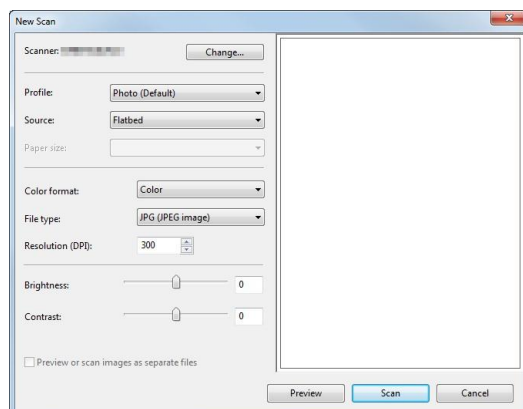 New Scan
Scanner:
Change...
Profile: Photo (Default)
Source: Flatbed
Paper size:
Color format: Color
File type: JPG (JPEG image)
Resolution (DPI): 300
Brightness: 0
Contrast: 0
Preview or scan images as separate files
Preview Scan Cancel